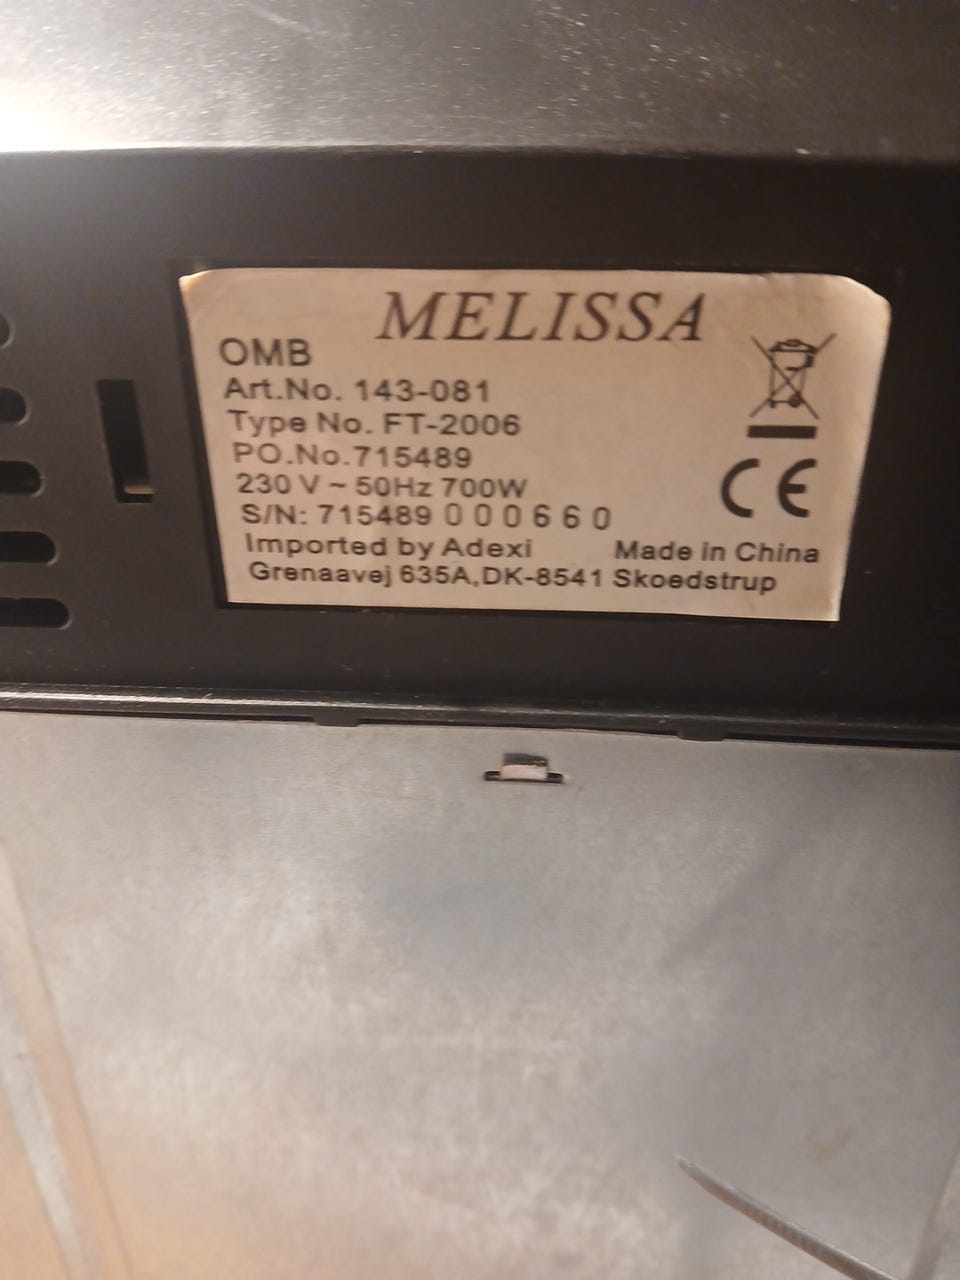 MELISSA
OMB
Art.No. 143-081
Type No. FT-2006
PO.No.715489
230 V ~ 50Hz 700W
S/N: 715489 000660
Imported by Adexi Made in China
Grenaavej 635A,DK-8541 Skoedstrup
CE